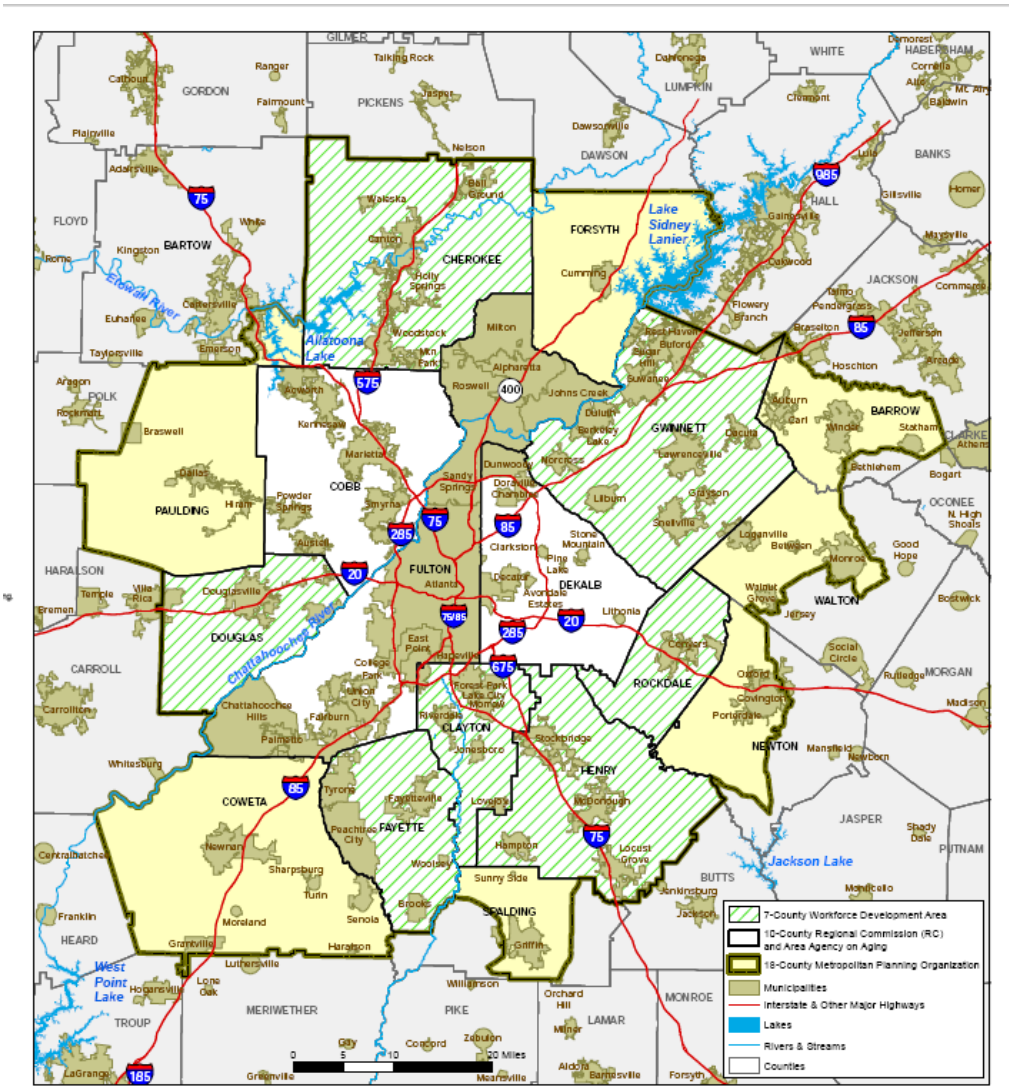 GILMER
WHITE
Demorest
HABERSHAM
Calhoun
Ranger
Talking Rock
Dahlonega
Cornelia
GORDON
Fairmount
PICKENS
Jasper
LUMPKIN
Clermont
Alto
Mt. Airy
Baldwin
Plainville
Nelson
Dawsonville
DAWSON
Lula
BANKS
Adairsville
Ball
Ground
985
HALL
Gillsville
Homer
75
Waleska
FLOYD
White
FORSYTH
Lake
Sidney
Lanier
Gainesville
Maysville
Rome
Kingston
BARTOW
Canton
CHEROKEE
Cumming
Oakwood
JACKSON
Etowah River
Cartersville
Holly
Springs
Talmo
Pendergrass
Commerce
Euharlee
Woodstock
Milton
Flowery
Branch
Braselton
85
Jefferson
Taylorsville
Emerson
Allatoona
Lake
Mtn
Park
Rest Haven
Buford
Sugar
Hill
Hoschton
Arcade
Aragon
POLK
Rockmart
Acworth
575
Roswell
Alpharetta
400
Johns Creek
Suwanee
Auburn
Carl
BARROW
Braswell
Kennesaw
Duluth
Berkeley
Lake
GWINNETT
Dacula
Winder
Statham
CLARKE
Athens
Marietta
Dallas
COBB
Sandy
Springs
Dunwoody
Norcross
Lawrenceville
Bethlehem
Bogart
PAULDING
Hiram
Powder
Springs
Smyrna
Doraville
Chamblee
Lilburn
Grayson
OCONEE
N. High
Shoals
Austell
285
75
85
Clarkston
Stone
Mountain
Snellville
Loganville
Between
Monroe
Good
Hope
HARALSON
20
FULTON
Atlanta
Pine
Lake
Decatur
DEKALB
Avondale
Estates
Walnut
Grove
WALTON
Bostwick
Bremen
Temple
Villa
Rica
Douglasville
DOUGLAS
Chattahoochee River
75/85
285
20
Lithonia
Jersey
East
Point
Hapeville
675
Conyers
Social
Circle
CARROLL
Carrollton
College
Park
Union
City
Forest Park
Lake City
Morrow
ROCKDALE
Oxford
Covington
Rutledge
MORGAN
Madison
Chattahoochee
Hills
Fairburn
Riverdale
CLAYTON
Porterdale
Palmetto
Jonesboro
Stockbridge
NEWTON
Mansfield
Newborn
Whitesburg
85
COWETA
Tyrone
Fayetteville
HENRY
Lovejoy
McDonough
Peachtree
City
FAYETTE
75
JASPER
Shady
Dale
Centralhatchee
Newnan
Hampton
Locust
Grove
PUTNAM
Sharpsburg
Turin
Woolsey
Sunny Side
BUTTS
Jackson Lake
Franklin
Moreland
Senoia
Brooks
SPALDING
Jenkinsburg
Jackson
Monticello
HEARD
Grantville
Haralson
Griffin
West
Point
Lake
Luthersville
Lone
Oak
Hogansville
Williamson
Orchard
Hill
MONROE
TROUP
MERIWETHER
PIKE
LAMAR
Milner
Gay
Concord
Zebulon
LaGrange
185
Greenville
Meansville
Aldora
Barnesville
Forsyth
0
5
10
20 Miles
7-County Workforce Development Area
10-County Regional Commission (RC)
and Area Agency on Aging
18-County Metropolitan Planning Organization
Municipalities
Interstate & Other Major Highways
Lakes
Rivers & Streams
Counties